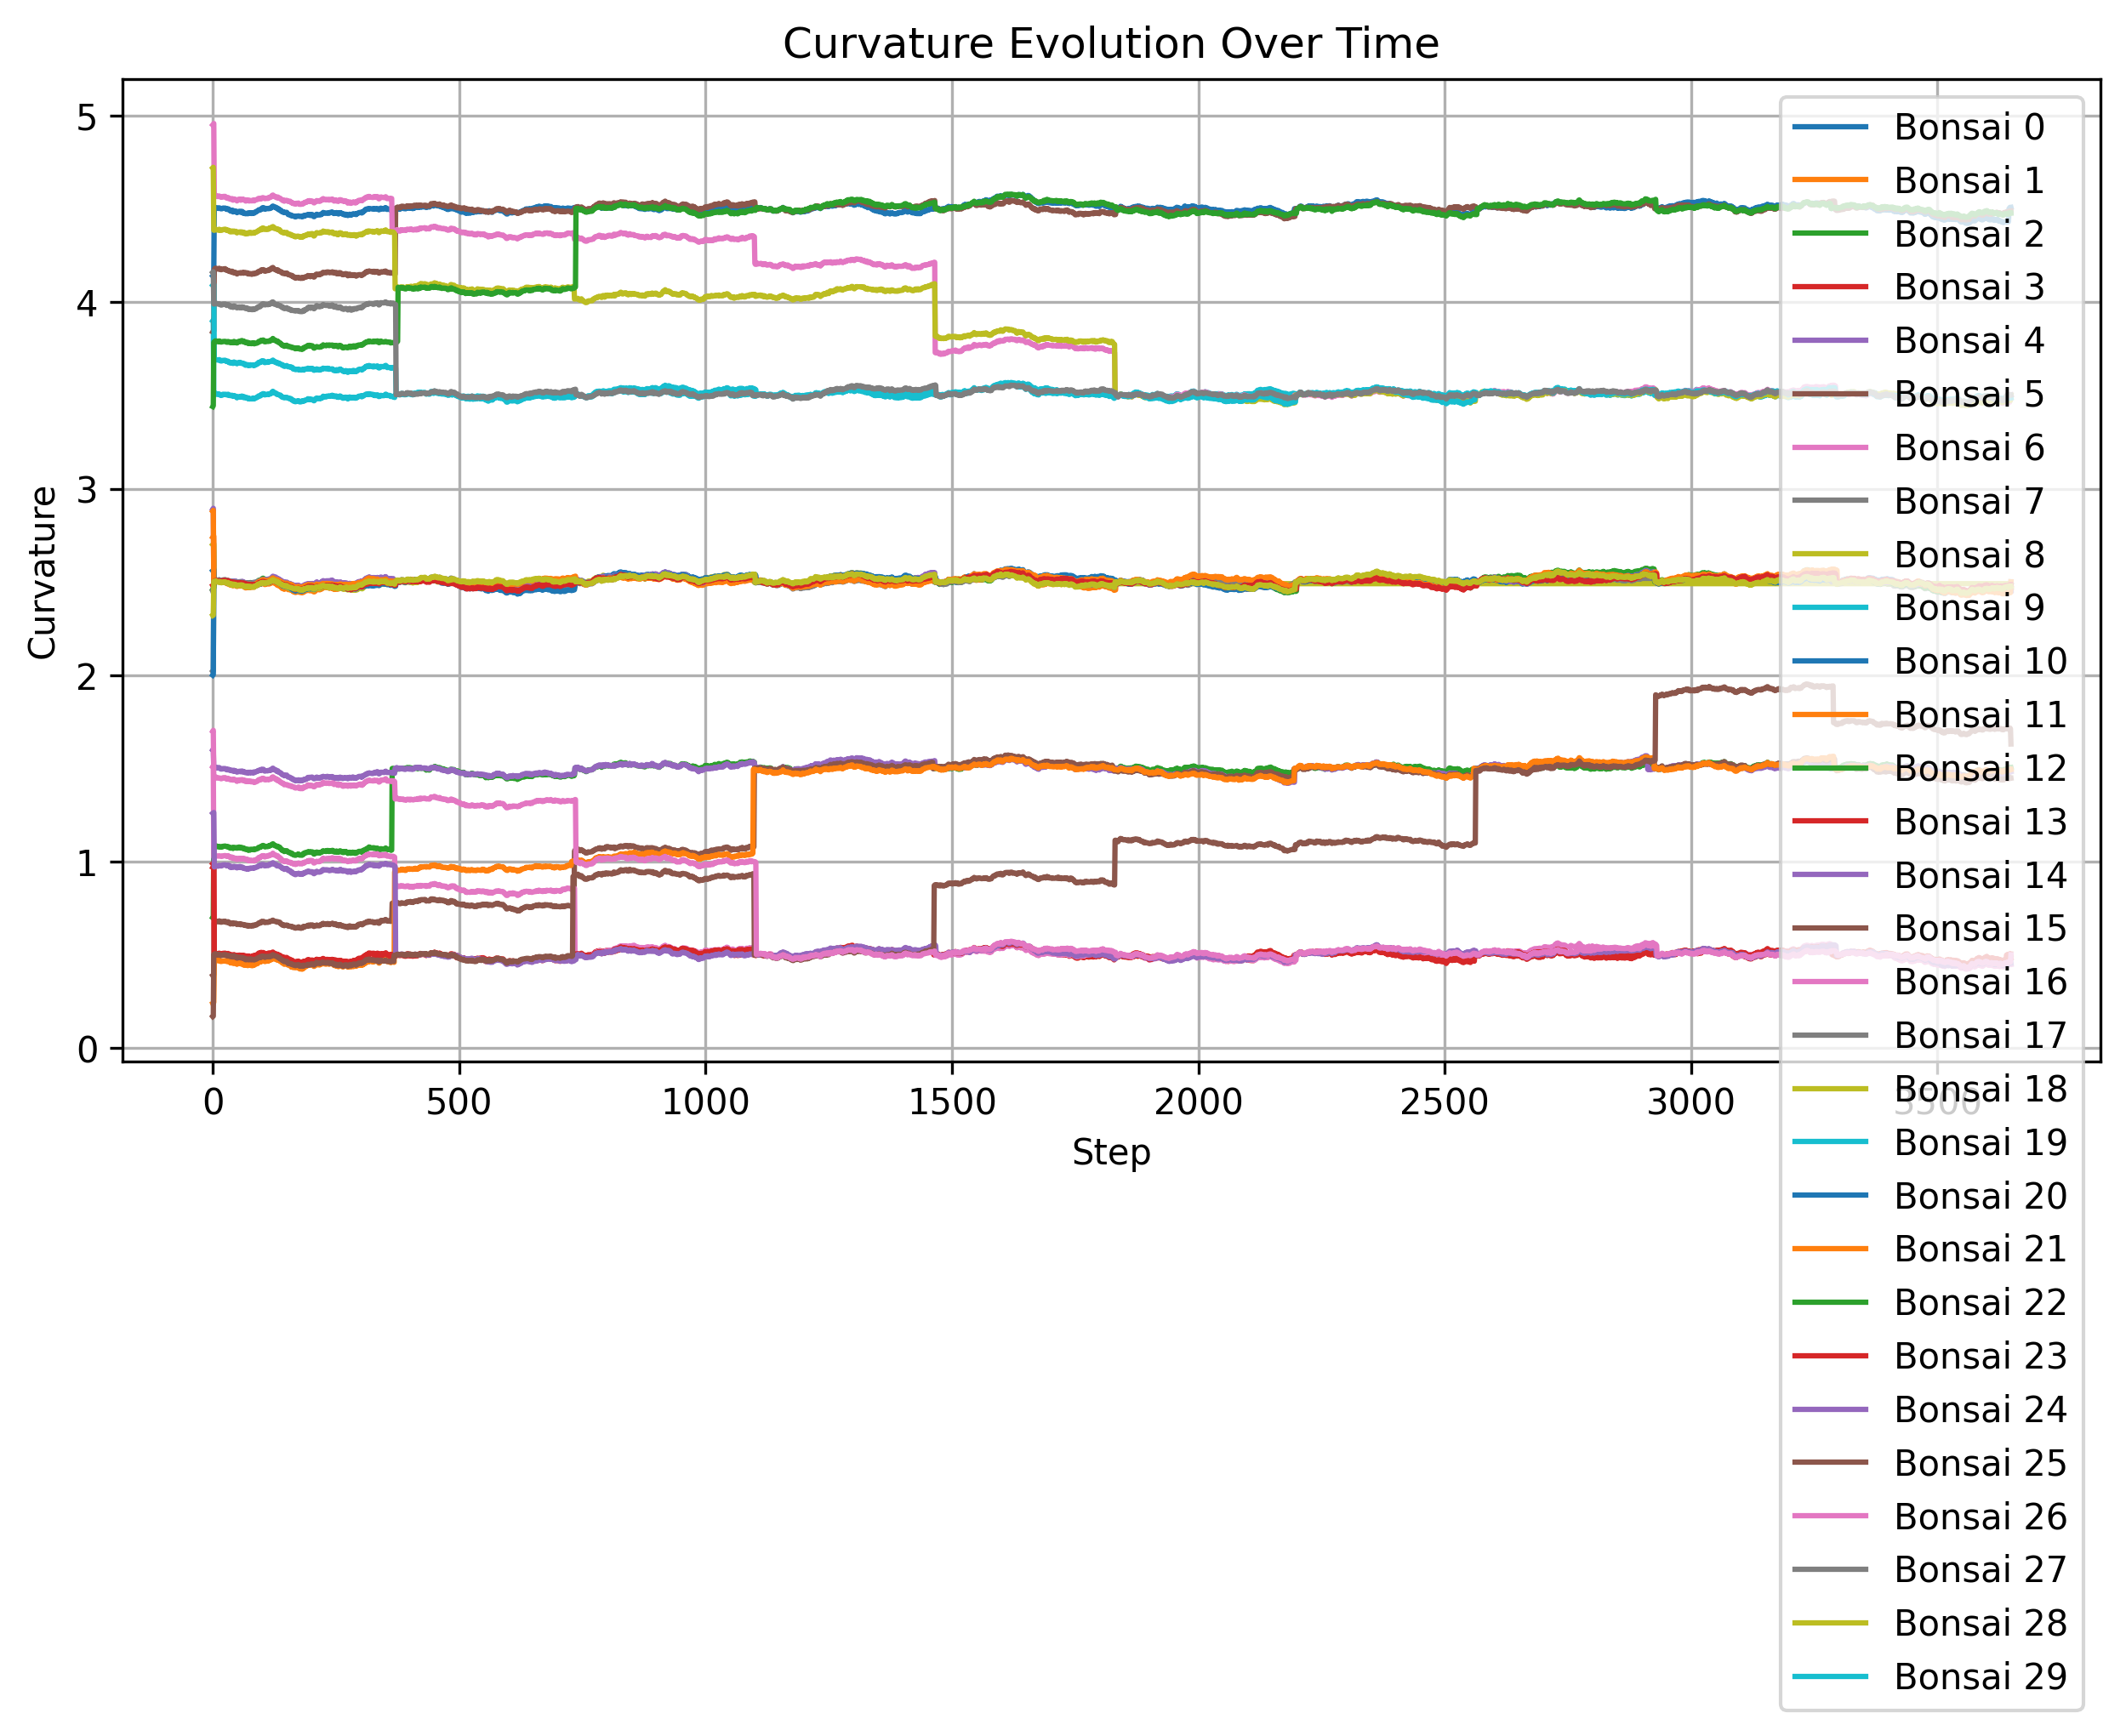 Curvature Evolution Over Time
Curvature
5
4
3
2
1
0
0
500
1000
1500
2000
2500
3000
3500
Step
Bonsai 0
Bonsai 1
Bonsai 2
Bonsai 3
Bonsai 4
Bonsai 5
Bonsai 6
Bonsai 7
Bonsai 8
Bonsai 9
Bonsai 10
Bonsai 11
Bonsai 12
Bonsai 13
Bonsai 14
Bonsai 15
Bonsai 16
Bonsai 17
Bonsai 18
Bonsai 19
Bonsai 20
Bonsai 21
Bonsai 22
Bonsai 23
Bonsai 24
Bonsai 25
Bonsai 26
Bonsai 27
Bonsai 28
Bonsai 29